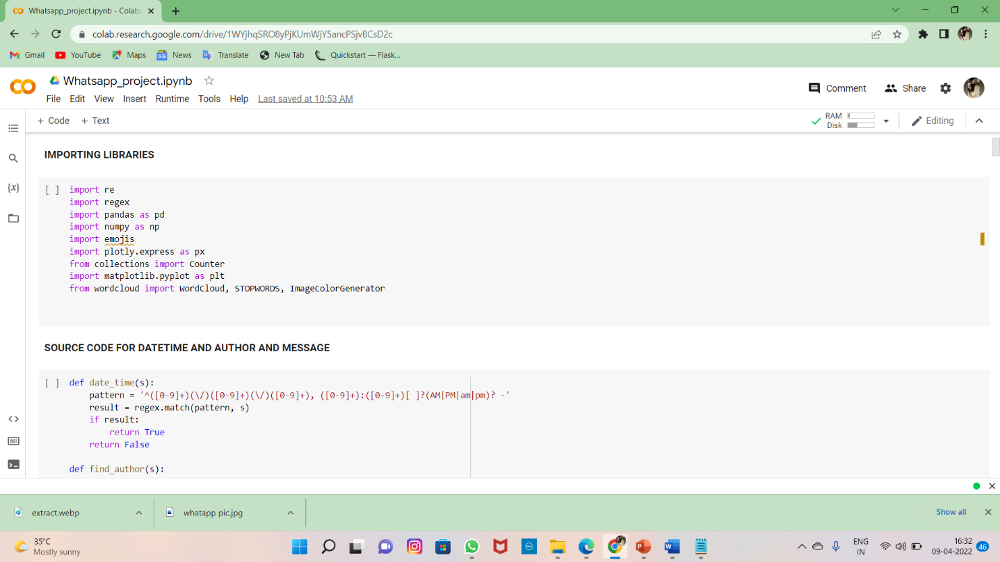 Whatsapp_project.ipynb - Colabo
colab.research.google.com/drive/1WYjhqSRO8yPjKUmWjY5ancPSjvBCsD2c
Gmail YouTube Maps News Translate New Tab Quickstart — Flask...
Whatsapp_project.ipynb
File Edit View Insert Runtime Tools Help Last saved at 10:53 AM
Comment Share
+ Code + Text
RAM
Disk
Editing
IMPORTING LIBRARIES
[ ] import re
import regex
import pandas as pd
import numpy as np
import emojis
import plotly.express as px
from collections import Counter
import matplotlib.pyplot as plt
from wordcloud import WordCloud, STOPWORDS, ImageColorGenerator
SOURCE CODE FOR DATETIME AND AUTHOR AND MESSAGE
[ ] def date_time(s):
pattern = '^([0-9]+)(\/)([0-9]+)(\/)([0-9]+), ([0-9]+):([0-9]+)[ ]?(AM|PM|am|pm)? -'
result = regex.match(pattern, s)
if result:
return True
return False
def find_author(s):
{x}
extract.webp
whatapp pic.jpg
Show all
35°C
Mostly sunny
ENG
IN
16:32
09-04-2022
46